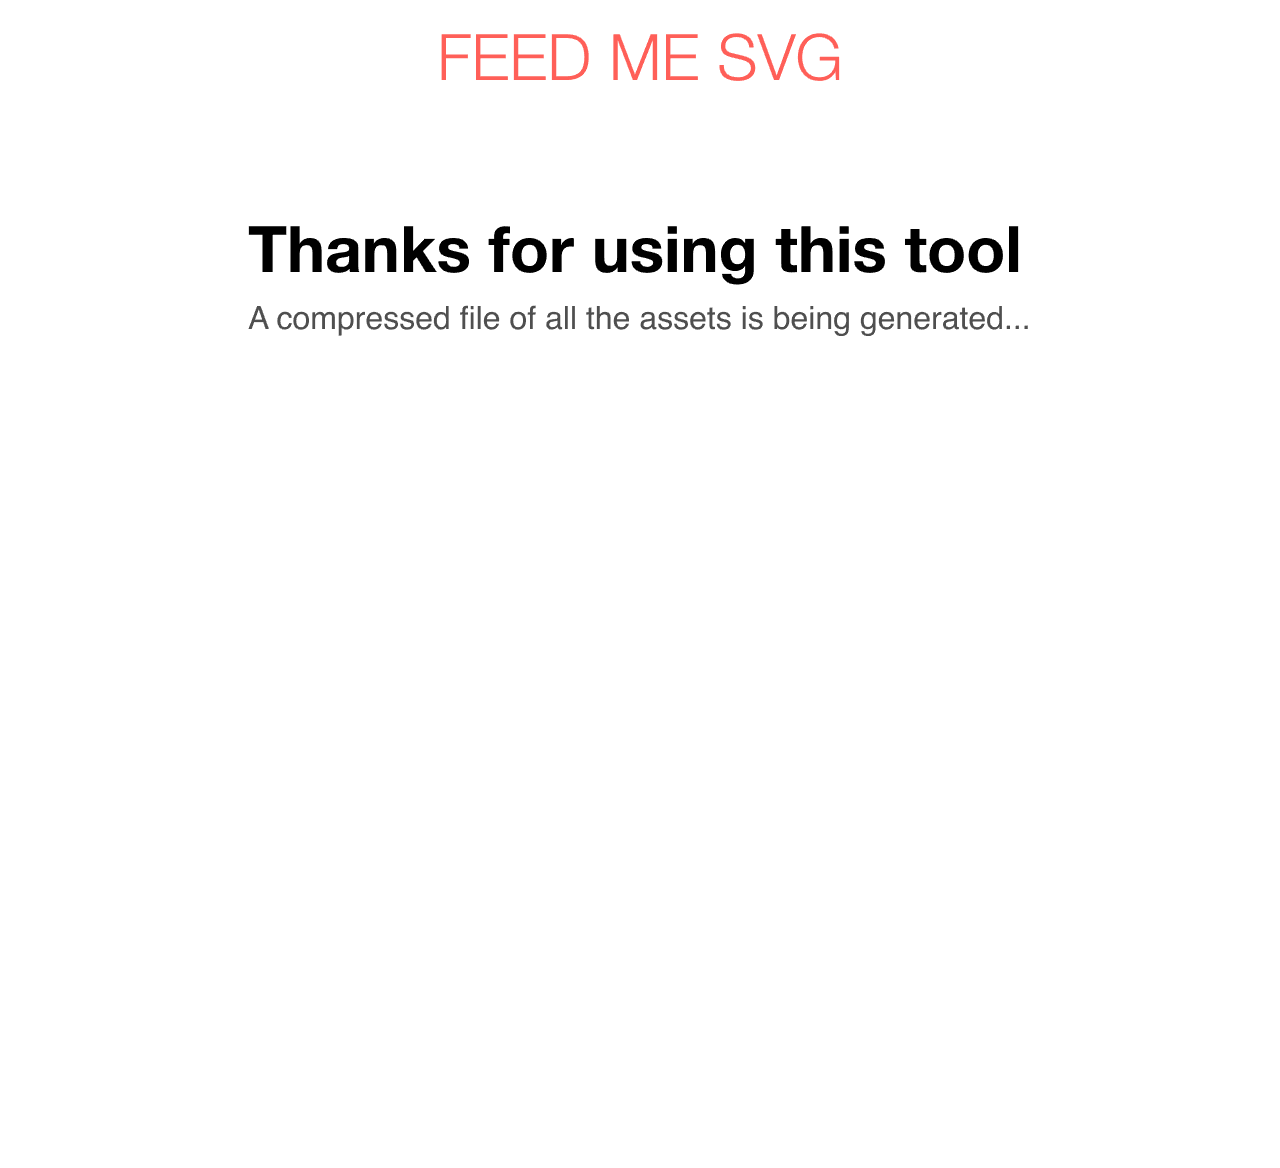 FEED ME SVG
Thanks for using this tool
A compressed file of all the assets is being generated...